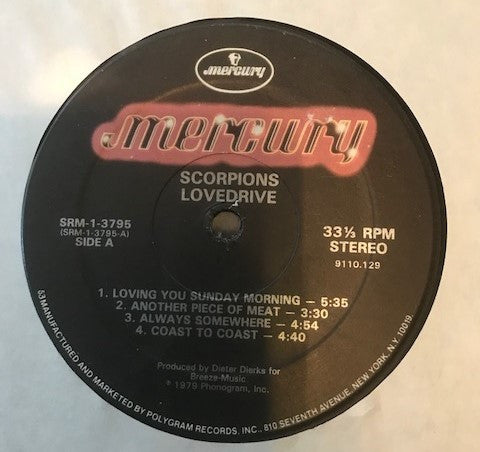 mercury
mercury
SCORPIONS
LOVEDRIVE
SRM-1-3795
(SRM-1-3795-A)
SIDE A
33⅓ RPM
STEREO
9110.129
1. LOVING YOU SUNDAY MORNING – 5:35
2. ANOTHER PIECE OF MEAT – 3:30
3. ALWAYS SOMEWHERE – 4:54
4. COAST TO COAST – 4:40
Produced by Dieter Dierks for
Breeze-Music
℗ 1979 Phonogram, Inc.
53MANUFACTURED AND MARKETED BY POLYGRAM RECORDS, INC., 810 SEVENTH AVENUE, NEW YORK, N.Y. 10019.